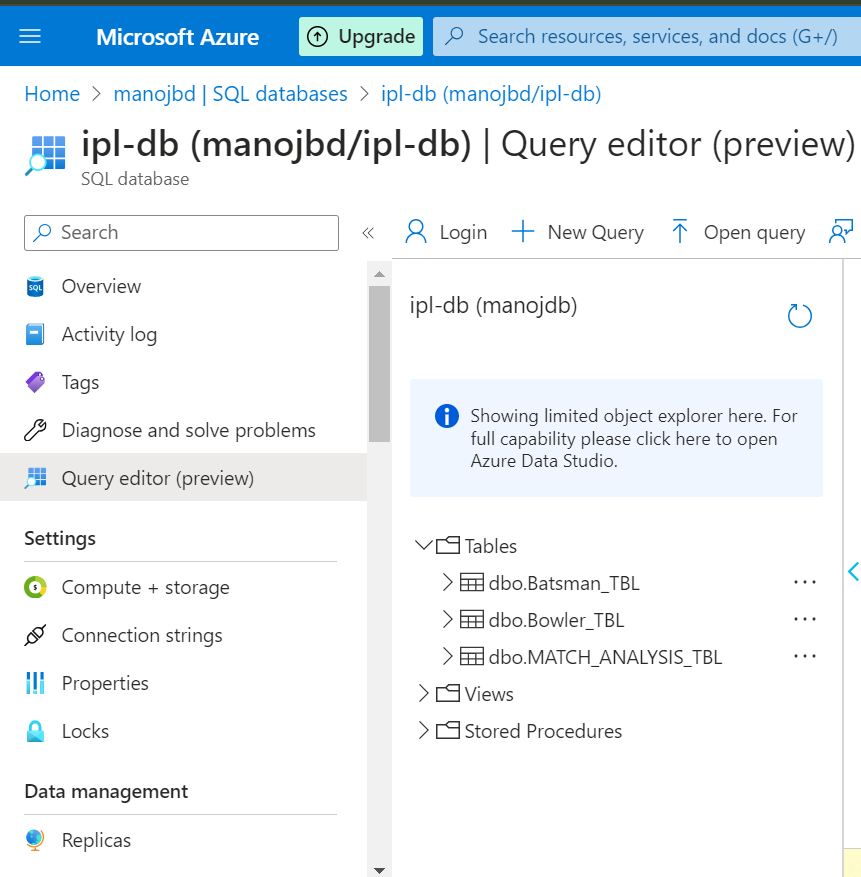 Microsoft Azure
Upgrade
Search resources, services, and docs (G+/)
Home > manojbd | SQL databases > ipl-db (manojbd/ipl-db)
ipl-db (manojbd/ipl-db) | Query editor (preview)
SQL database
Search
«
Login
New Query
Open query
SQL Overview
Activity log
Tags
Diagnose and solve problems
Query editor (preview)
Settings
Compute + storage
Connection strings
Properties
Locks
Data management
Replicas
ipl-db (manojdb)
Showing limited object explorer here. For
full capability please click here to open
Azure Data Studio.
Tables
dbo.Batsman_TBL ...
dbo.Bowler_TBL ...
dbo.MATCH_ANALYSIS_TBL ...
Views
Stored Procedures